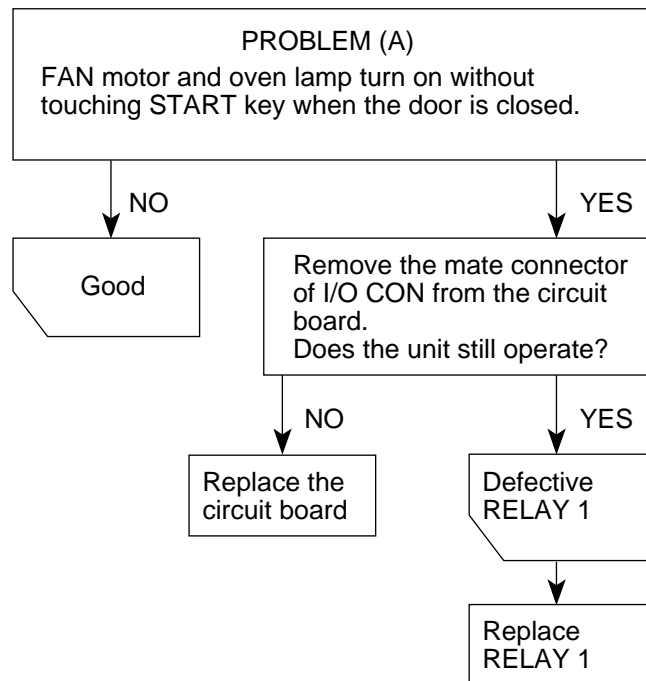 PROBLEM (A)
FAN motor and oven lamp turn on without
touching START key when the door is closed.
NO
YES
Good
Remove the mate connector
of I/O CON from the circuit
board.
Does the unit still operate?
NO
YES
Replace the
circuit board
Defective
RELAY 1
Replace
RELAY 1